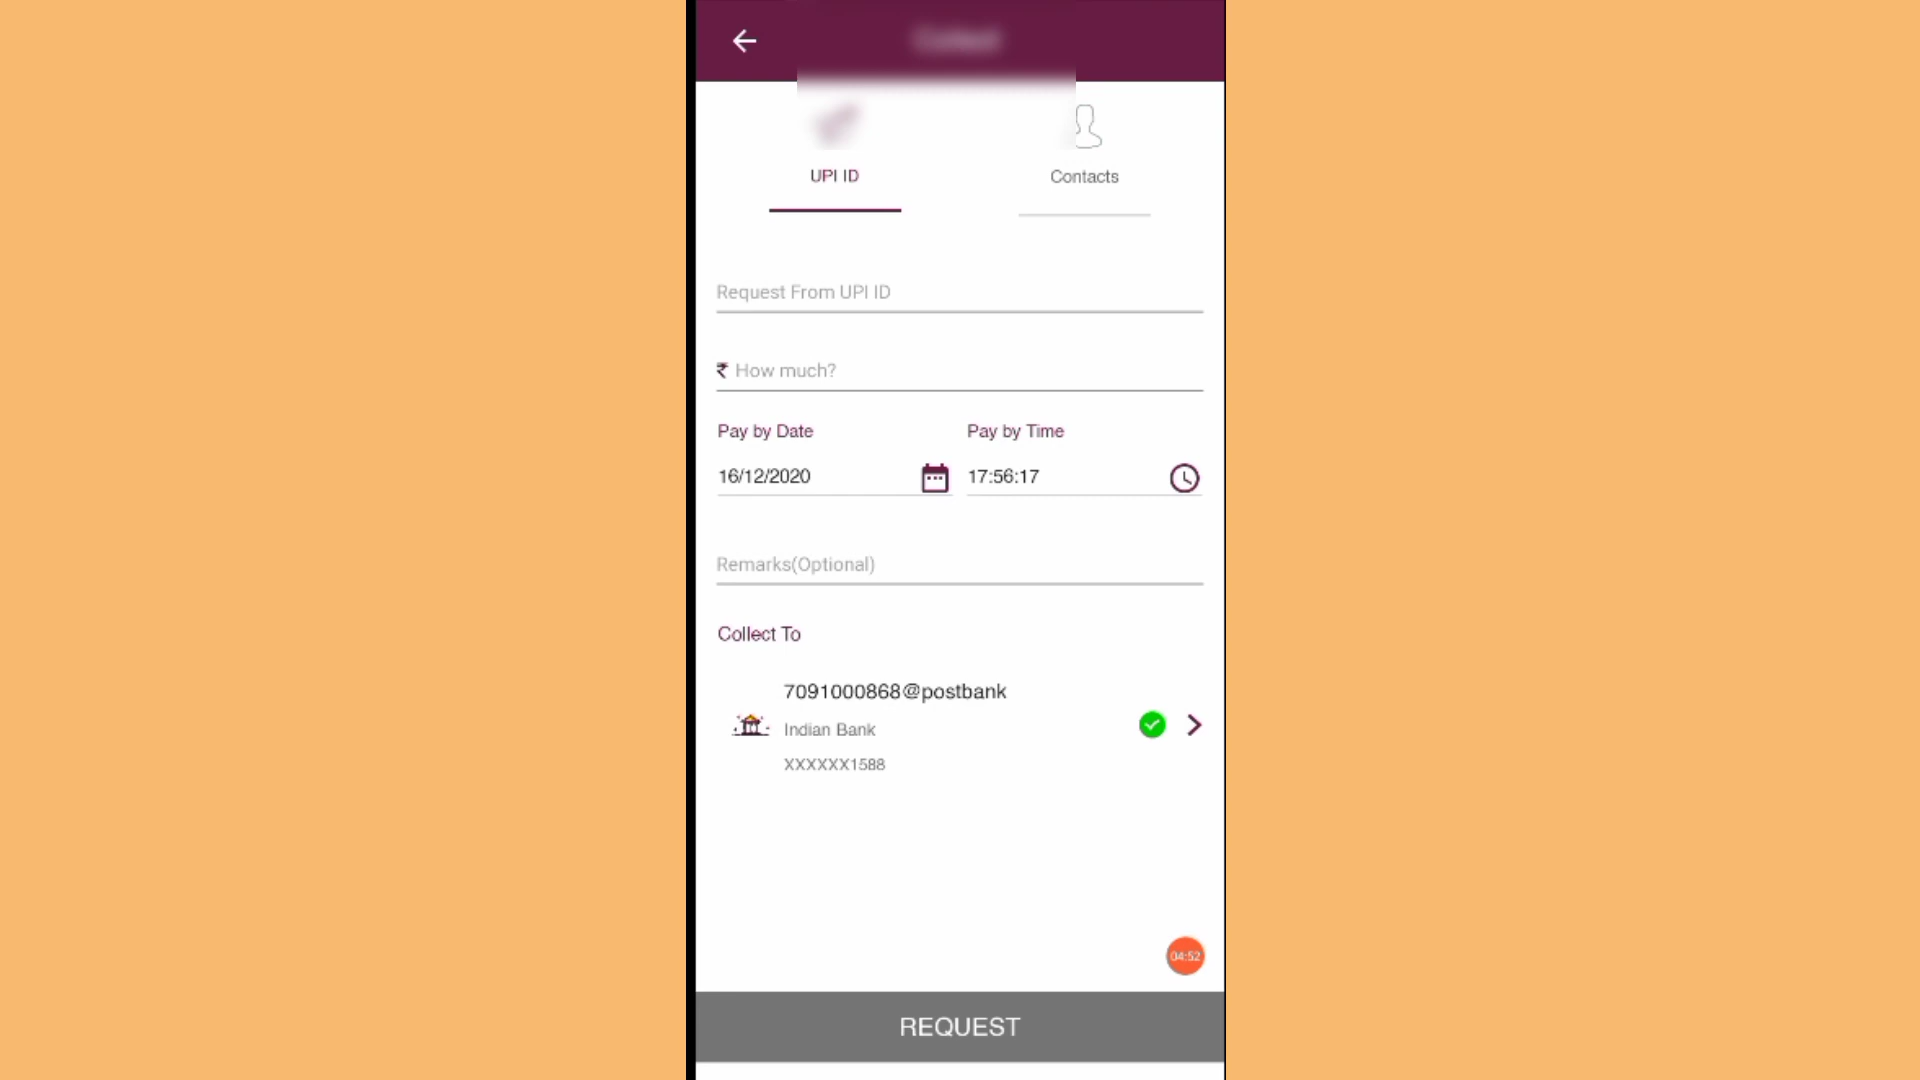 UPI ID
Contacts
Request From UPI ID
₹ How much?
Pay by Date
Pay by Time
16/12/2020
17:56:17
Remarks(Optional)
Collect To
7091000868@postbank
Indian Bank
XXXXXX1588
04:52
REQUEST